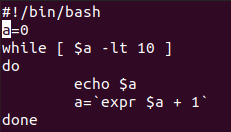 #!/bin/bash
a=0
while [ $a -lt 10 ]
do
        echo $a
        a=`expr $a + 1`
done